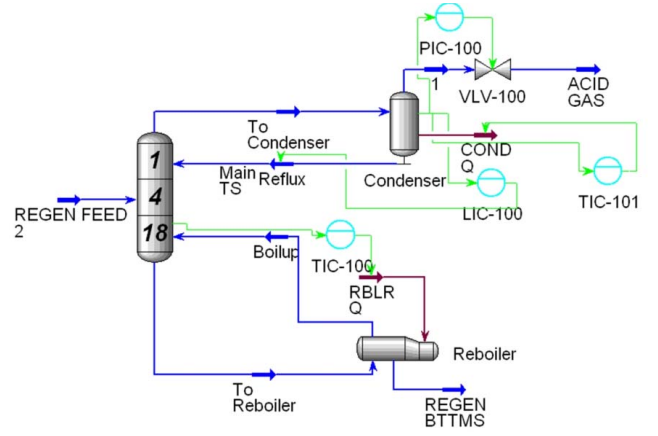 PIC-100
1
VLV-100
ACID
GAS
To
Condenser
1
4
18
Main
TS
Reflux
Condenser
COND
Q
LIC-100
TIC-101
REGEN FEED
2
Boilup
TIC-100
RBLR
Q
Reboiler
To
Reboiler
REGEN
BTTMS